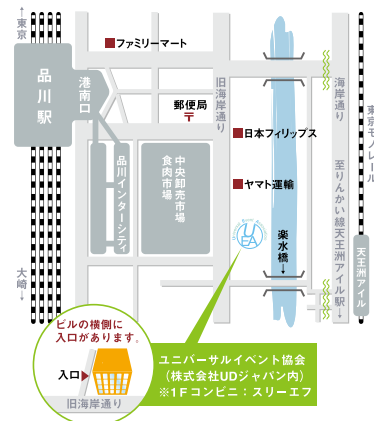 ←東京
品川駅
大崎→
港南口
ファミリーマート
郵便局
〒
旧海岸通り
日本フィリップス
ヤマト運輸
品川インターシティ
中央卸売市場
食肉市場
UEA
楽水橋→
海岸通り
至りんかい線天王洲アイル駅→
東京モノレール
天王洲アイル
ビルの横側に
入口があります。
入口
旧海岸通り
ユニバーサルイベント協会
(株式会社UDジャパン内)
※1Fコンビニ:スリーエフ